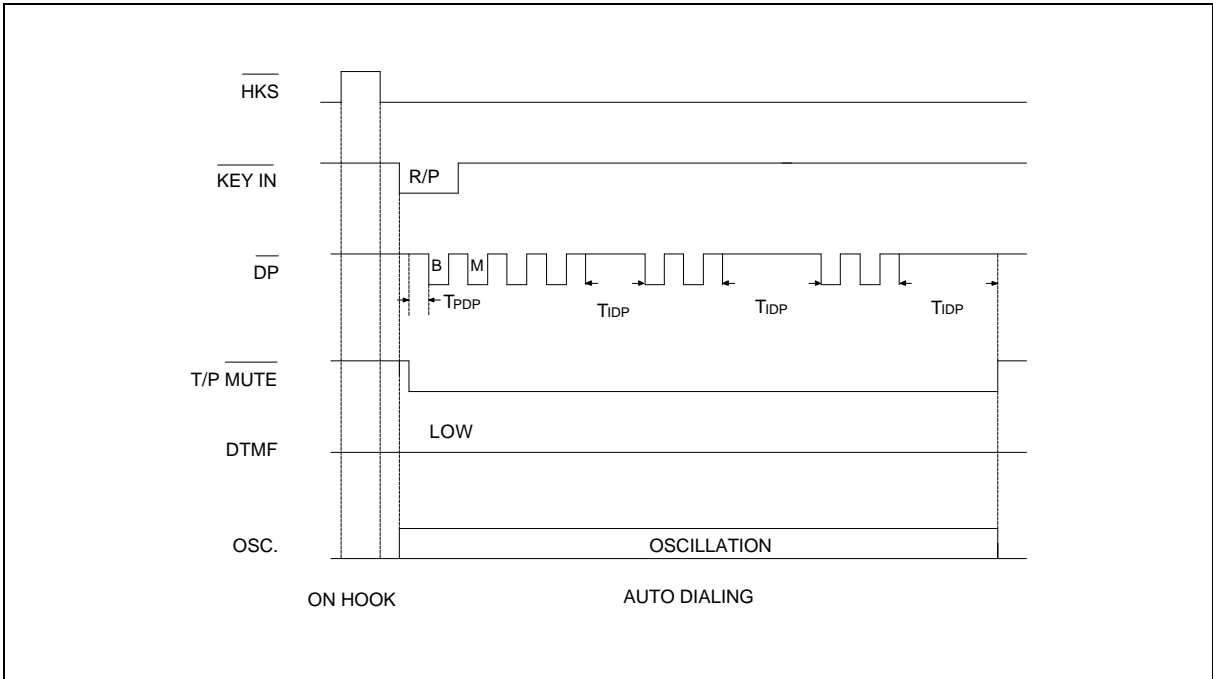 HKS
KEY IN
R/P
DP
B
M
TPDP
TIDP
TIDP
TIDP
T/P MUTE
LOW
DTMF
OSC.
OSCILLATION
ON HOOK
AUTO DIALING